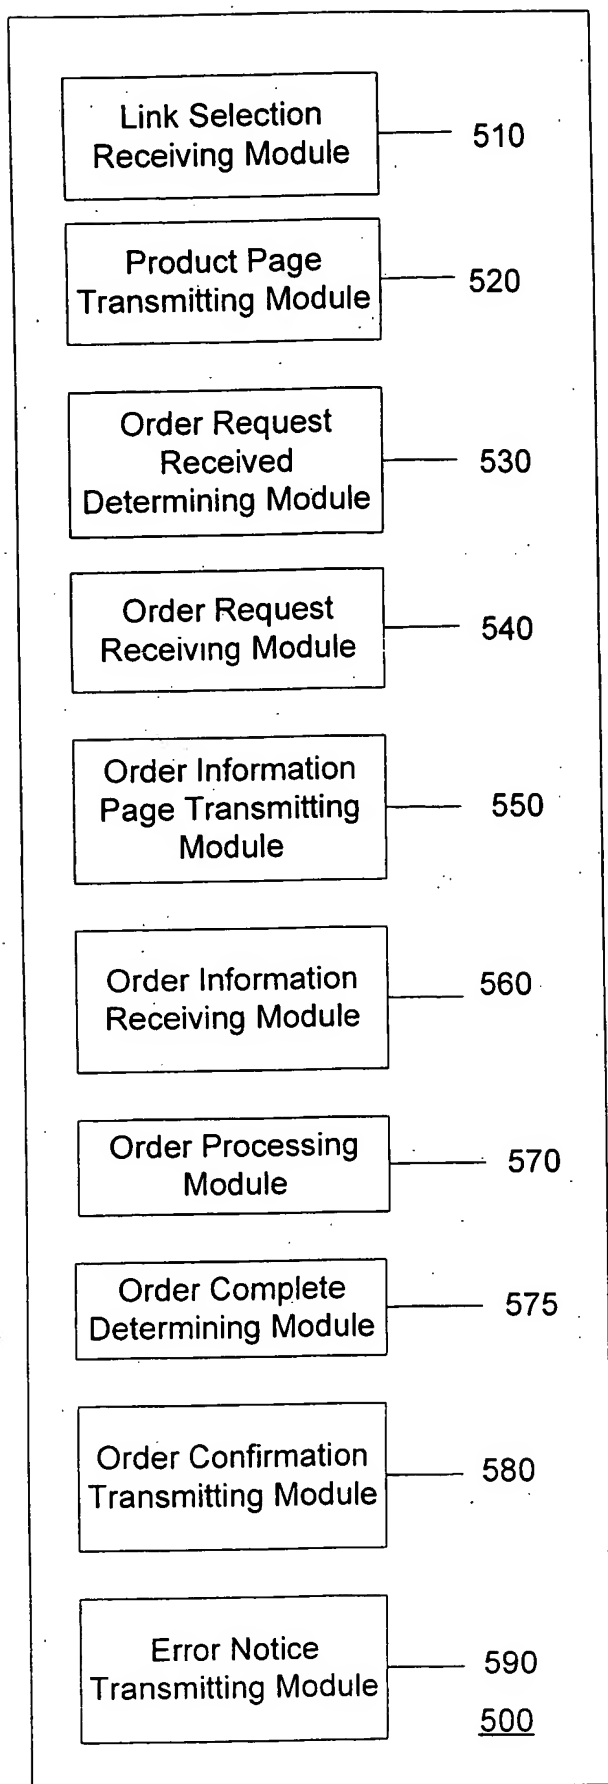 Link Selection
Receiving Module
510
Product Page
Transmitting Module
520
Order Request
Received
Determining Module
530
Order Request
Receiving Module
540
Order Information
Page Transmitting
Module
550
Order Information
Receiving Module
560
Order Processing
Module
570
Order Complete
Determining Module
575
Order Confirmation
Transmitting Module
580
Error Notice
Transmitting Module
590
500